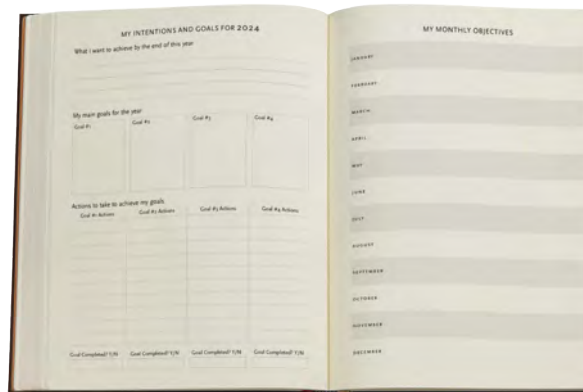 MY INTENTIONS AND GOALS FOR 2024
What I want to achieve by the end of this year
My main goals for the year
Goal #1 Goal #2 Goal #3 Goal #4
Actions to take to achieve my goals
Goal #1 Actions Goal #2 Actions Goal #3 Actions Goal #4 Actions
Goal Completed? Y/N Goal Completed? Y/N Goal Completed? Y/N Goal Completed? Y/N
MY MONTHLY OBJECTIVES
JANUARY
FEBRUARY
MARCH
APRIL
MAY
JUNE
JULY
AUGUST
SEPTEMBER
OCTOBER
NOVEMBER
DECEMBER